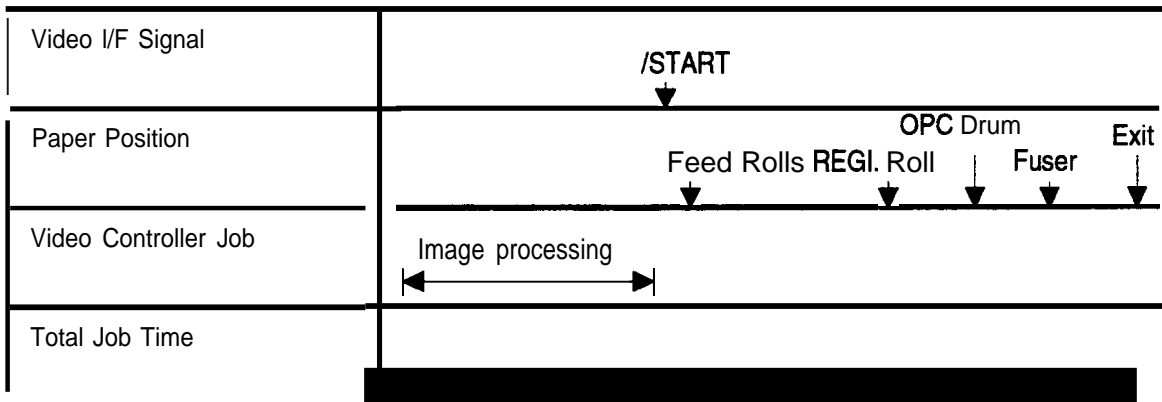 Video I/F Signal
/START
Paper Position
OPC Drum
Exit
Feed Rolls REGI. Roll
Fuser
Video Controller Job
Image processing
Total Job Time